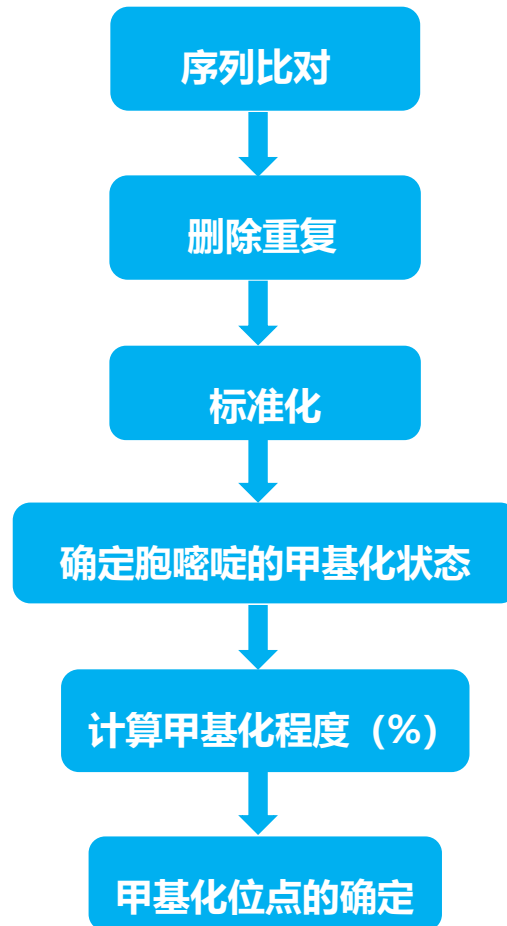 序列比对
删除重复
标准化
确定胞嘧啶的甲基化状态
计算甲基化程度（%）
甲基化位点的确定